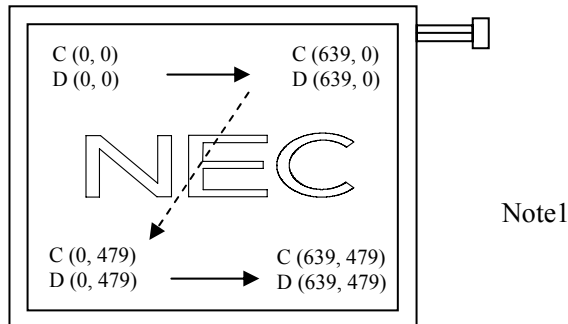 C (0, 0)
D (0, 0)
C (639, 0)
D (639, 0)
NEC
Note1
C (0, 479)
D (0, 479)
C (639, 479)
D (639, 479)